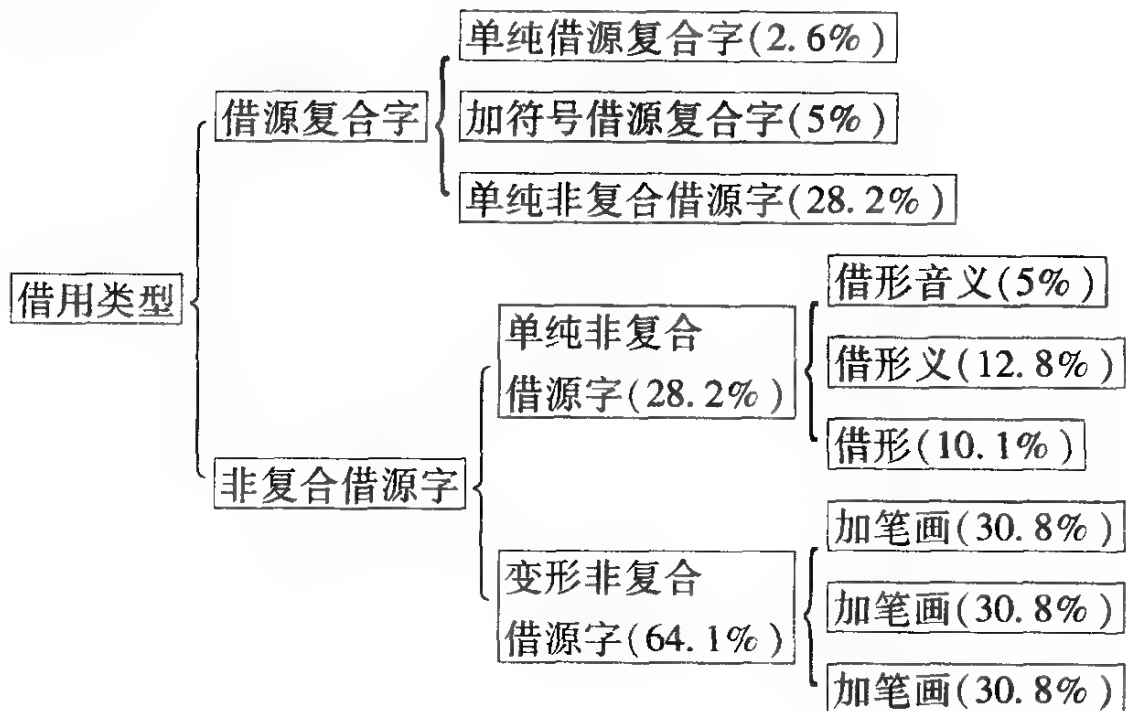 单纯借源复合字(2.6%)
借源复合字
加符号借源复合字(5%)
单纯非复合借源字(28.2%)
借用类型
借形音义(5%)
单纯非复合
借源字(28.2%)
借形义(12.8%)
借形(10.1%)
非复合借源字
加笔画(30.8%)
变形非复合
借源字(64.1%)
加笔画(30.8%)
加笔画(30.8%)